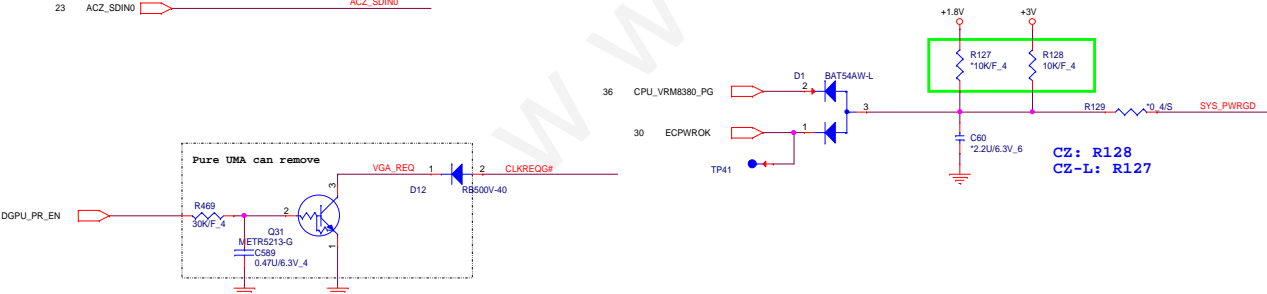 23 ACZ_SDIN0
ACZ_SDIN0
+1.8V
+3V
R127
*10K/F_4
R128
10K/F_4
D1
BAT54AW-L
36 CPU_VRM8380_PG
2
3
R129
*0_4/S
SYS_PWRGD
30 ECPWROK
1
C60
*2.2U/6.3V_6
TP41
CZ: R128
CZ-L: R127
Pure UMA can remove
VGA_REQ
1
2
CLKREQG#
D12
RB500V-40
3
DGPU_PR_EN
R469
30K/F_4
2
Q31
METR5213-G
1
C589
0.47U/6.3V_4
W W